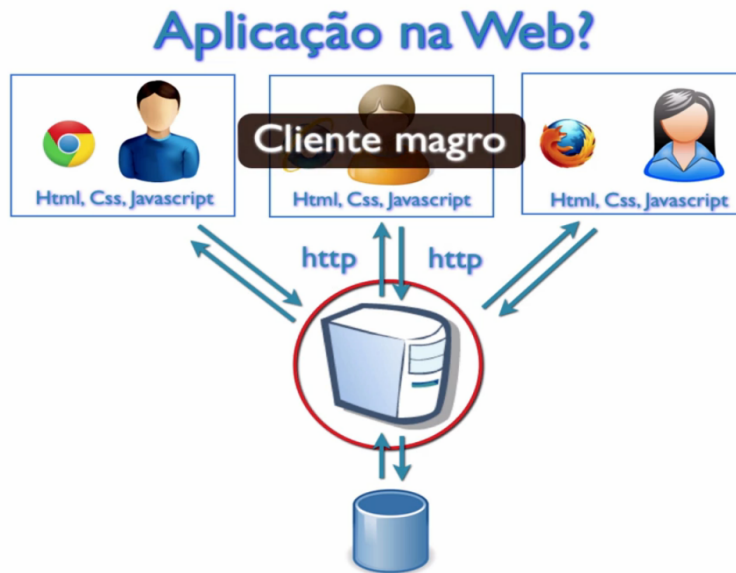 Aplicação na Web?
Cliente magro
Html, Css, Javascript
Html, Css, Javascript
Html, Css, Javascript
http
http